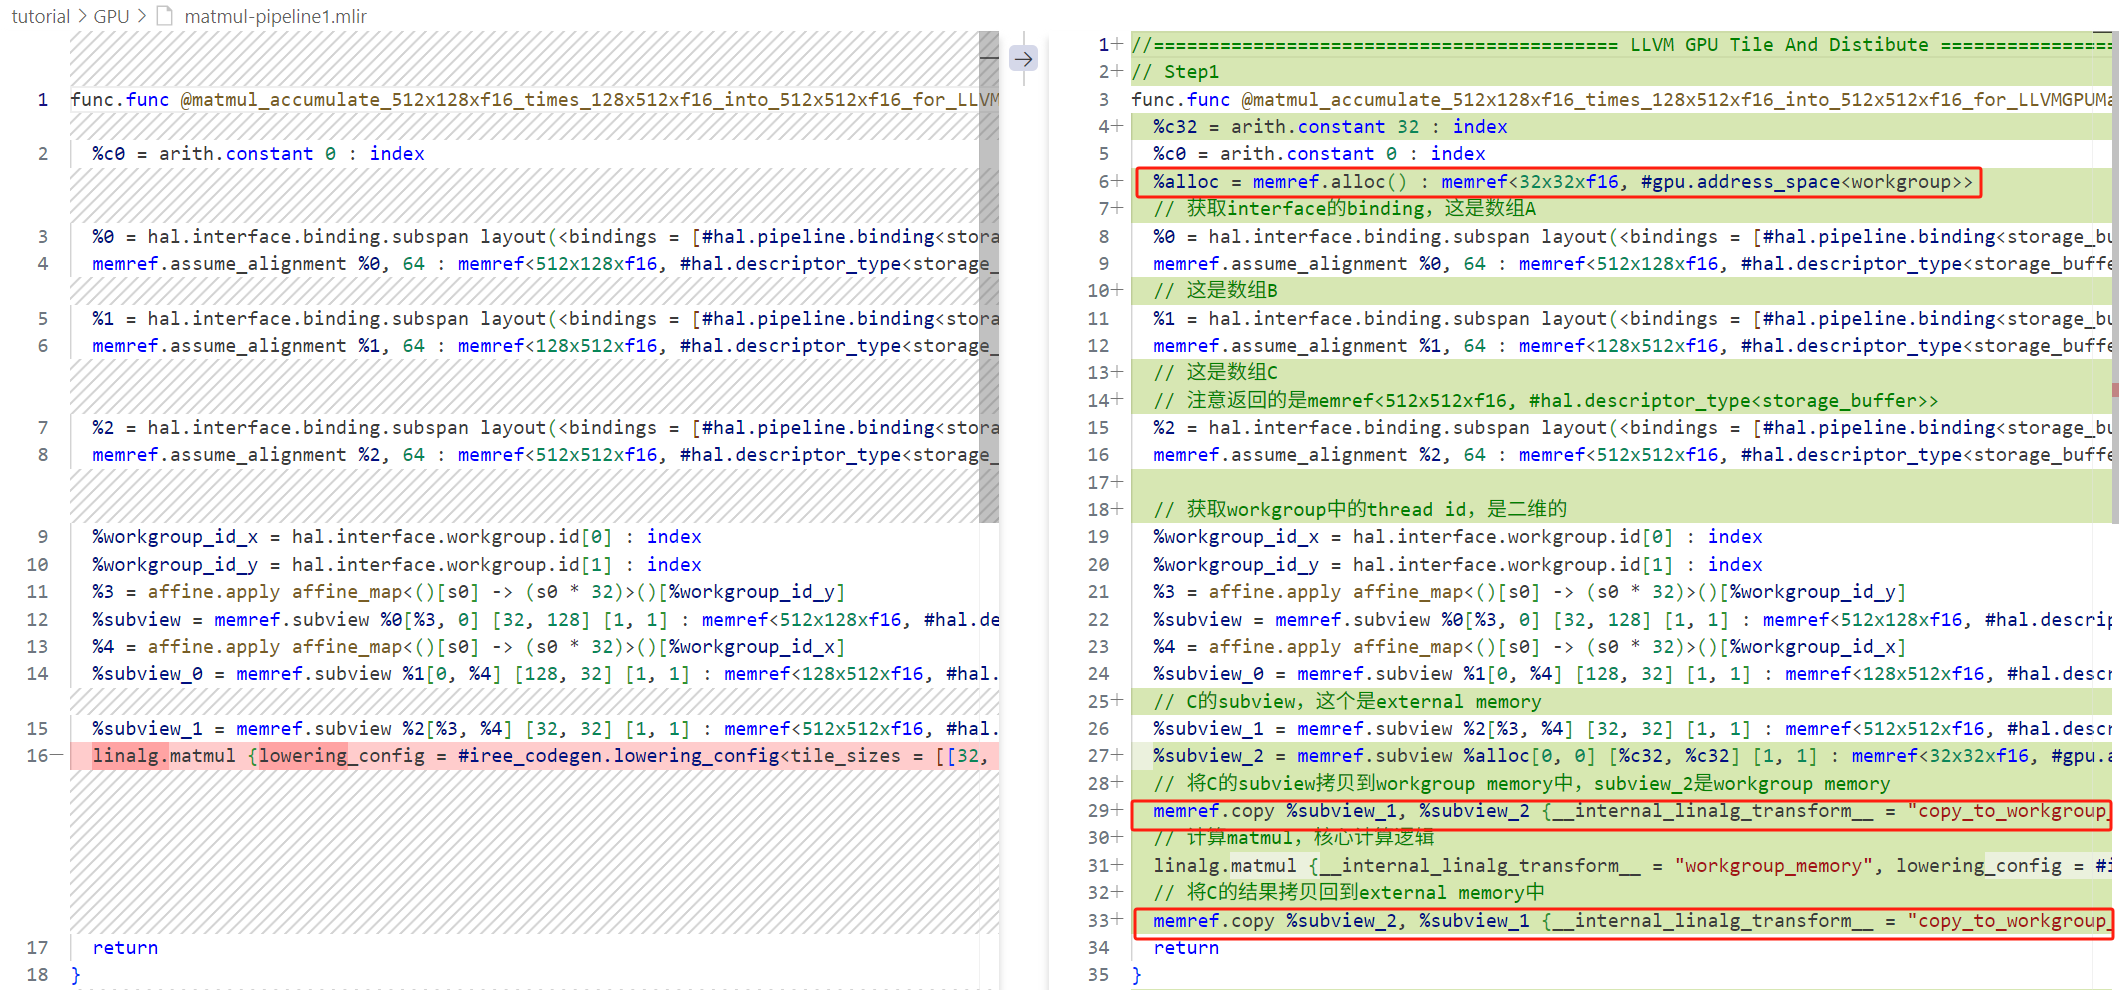 tutorial > GPU > matmul-pipeline1.mlir
1 func.func @matmul_accumulate_512x128xf16_times_128x512xf16_into_512x512xf16_for_LLVM
2 %c0 = arith.constant 0 : index
3 %0 = hal.interface.binding.subspan layout(<bindings = [#hal.pipeline.binding<stora
4 memref.assume_alignment %0, 64 : memref<512x128xf16, #hal.descriptor_type<storage_
5 %1 = hal.interface.binding.subspan layout(<bindings = [#hal.pipeline.binding<stora
6 memref.assume_alignment %1, 64 : memref<128x512xf16, #hal.descriptor_type<storage_
7 %2 = hal.interface.binding.subspan layout(<bindings = [#hal.pipeline.binding<stora
8 memref.assume_alignment %2, 64 : memref<512x512xf16, #hal.descriptor_type<storage_
9 %workgroup_id_x = hal.interface.workgroup.id[0] : index
10 %workgroup_id_y = hal.interface.workgroup.id[1] : index
11 %3 = affine.apply affine_map<()[s0] -> (s0 * 32)>()[%workgroup_id_y]
12 %subview = memref.subview %0[%3, 0] [32, 128] [1, 1] : memref<512x128xf16, #hal.de
13 %4 = affine.apply affine_map<()[s0] -> (s0 * 32)>()[%workgroup_id_x]
14 %subview_0 = memref.subview %1[0, %4] [128, 32] [1, 1] : memref<128x512xf16, #hal.
15 %subview_1 = memref.subview %2[%3, %4] [32, 32] [1, 1] : memref<512x512xf16, #hal.
16− linalg.matmul {lowering_config = #iree_codegen.lowering_config<tile_sizes = [[32,
17 return
18 }
1+ //========================================== LLVM GPU Tile And Distibute ================
2+ // Step1
3 func.func @matmul_accumulate_512x128xf16_times_128x512xf16_into_512x512xf16_for_LLVMGPUMa
4+ %c32 = arith.constant 32 : index
5 %c0 = arith.constant 0 : index
6+ %alloc = memref.alloc() : memref<32x32xf16, #gpu.address_space<workgroup>>
7+ // 获取interface的binding，这是数组A
8 %0 = hal.interface.binding.subspan layout(<bindings = [#hal.pipeline.binding<storage_bu
9 memref.assume_alignment %0, 64 : memref<512x128xf16, #hal.descriptor_type<storage_buffe
10+ // 这是数组B
11 %1 = hal.interface.binding.subspan layout(<bindings = [#hal.pipeline.binding<storage_bu
12 memref.assume_alignment %1, 64 : memref<128x512xf16, #hal.descriptor_type<storage_buffe
13+ // 这是数组C
14+ // 注意返回的是memref<512x512xf16, #hal.descriptor_type<storage_buffer>>
15 %2 = hal.interface.binding.subspan layout(<bindings = [#hal.pipeline.binding<storage_bu
16 memref.assume_alignment %2, 64 : memref<512x512xf16, #hal.descriptor_type<storage_buffe
17+
18+ // 获取workgroup中的thread id，是二维的
19 %workgroup_id_x = hal.interface.workgroup.id[0] : index
20 %workgroup_id_y = hal.interface.workgroup.id[1] : index
21 %3 = affine.apply affine_map<()[s0] -> (s0 * 32)>()[%workgroup_id_y]
22 %subview = memref.subview %0[%3, 0] [32, 128] [1, 1] : memref<512x128xf16, #hal.descrip
23 %4 = affine.apply affine_map<()[s0] -> (s0 * 32)>()[%workgroup_id_x]
24 %subview_0 = memref.subview %1[0, %4] [128, 32] [1, 1] : memref<128x512xf16, #hal.descr
25+ // C的subview，这个是external memory
26 %subview_1 = memref.subview %2[%3, %4] [32, 32] [1, 1] : memref<512x512xf16, #hal.descr
27+ %subview_2 = memref.subview %alloc[0, 0] [%c32, %c32] [1, 1] : memref<32x32xf16, #gpu.a
28+ // 将C的subview拷贝到workgroup memory中，subview_2是workgroup memory
29+ memref.copy %subview_1, %subview_2 {__internal_linalg_transform__ = "copy_to_workgroup_
30+ // 计算matmul，核心计算逻辑
31+ linalg.matmul {__internal_linalg_transform__ = "workgroup_memory", lowering_config = #i
32+ // 将C的结果拷贝回到external memory中
33+ memref.copy %subview_2, %subview_1 {__internal_linalg_transform__ = "copy_to_workgroup_
34 return
35 }